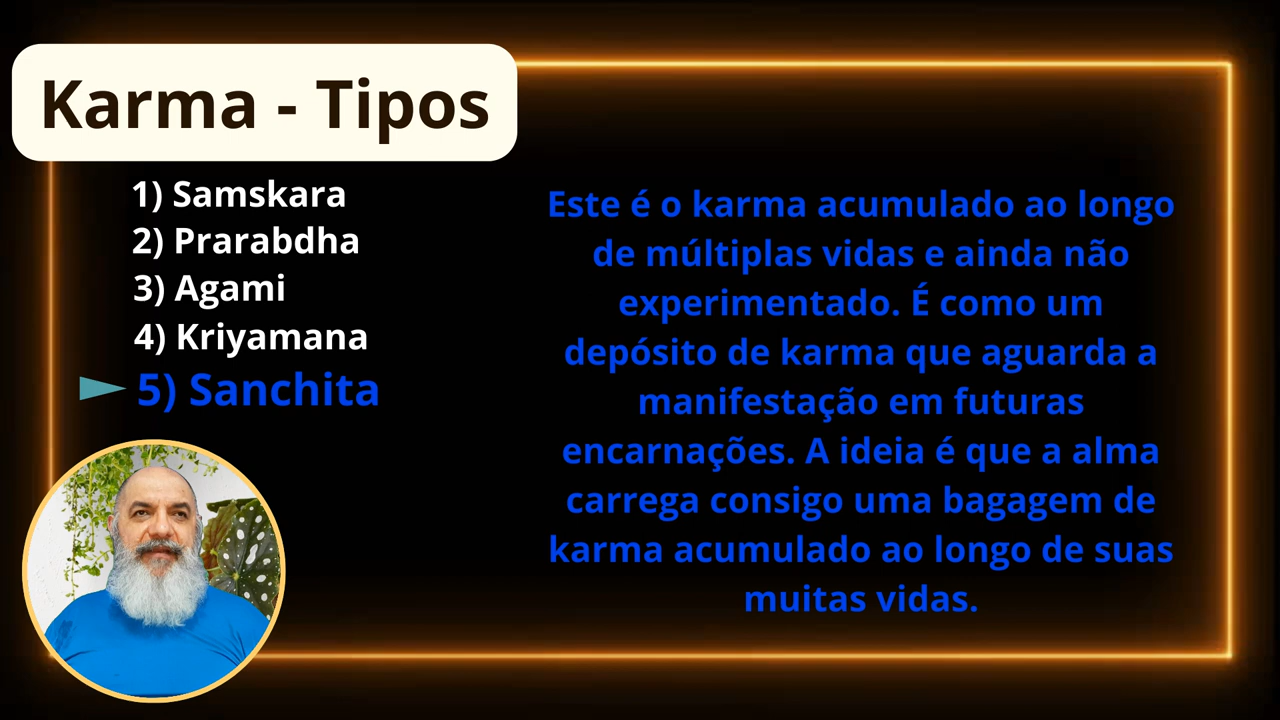 Karma - Tipos
1) Samskara
2) Prarabdha
3) Agami
4) Kriyamana
5) Sanchita
Este é o karma acumulado ao longo
de múltiplas vidas e ainda não
experimentado. É como um
depósito de karma que aguarda a
manifestação em futuras
encarnações. A ideia é que a alma
carrega consigo uma bagagem de
karma acumulado ao longo de suas
muitas vidas.